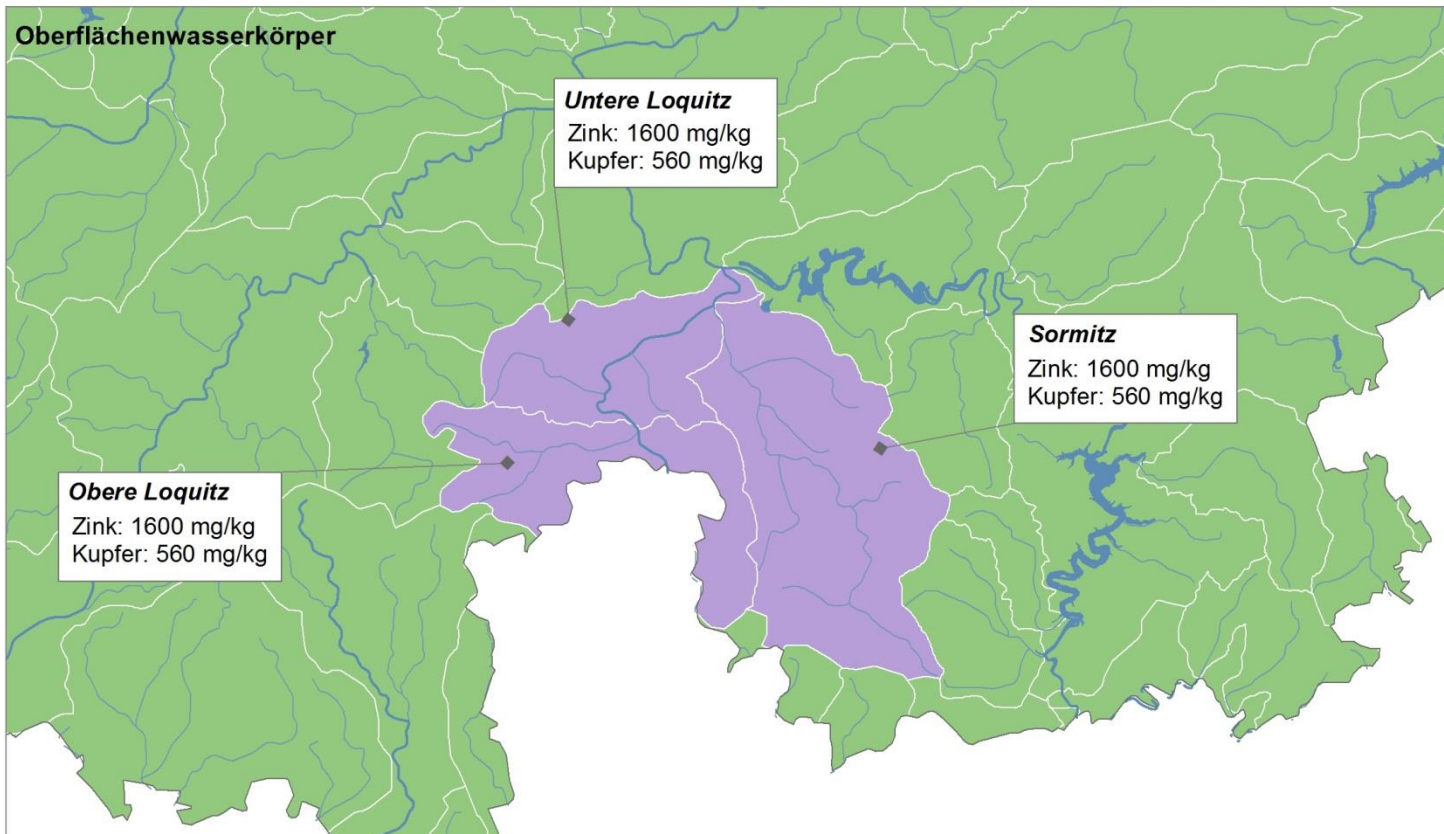 Oberflächenwasserkörper
Untere Loquitz
Zink: 1600 mg/kg
Kupfer: 560 mg/kg
Sormitz
Zink: 1600 mg/kg
Kupfer: 560 mg/kg
Obere Loquitz
Zink: 1600 mg/kg
Kupfer: 560 mg/kg